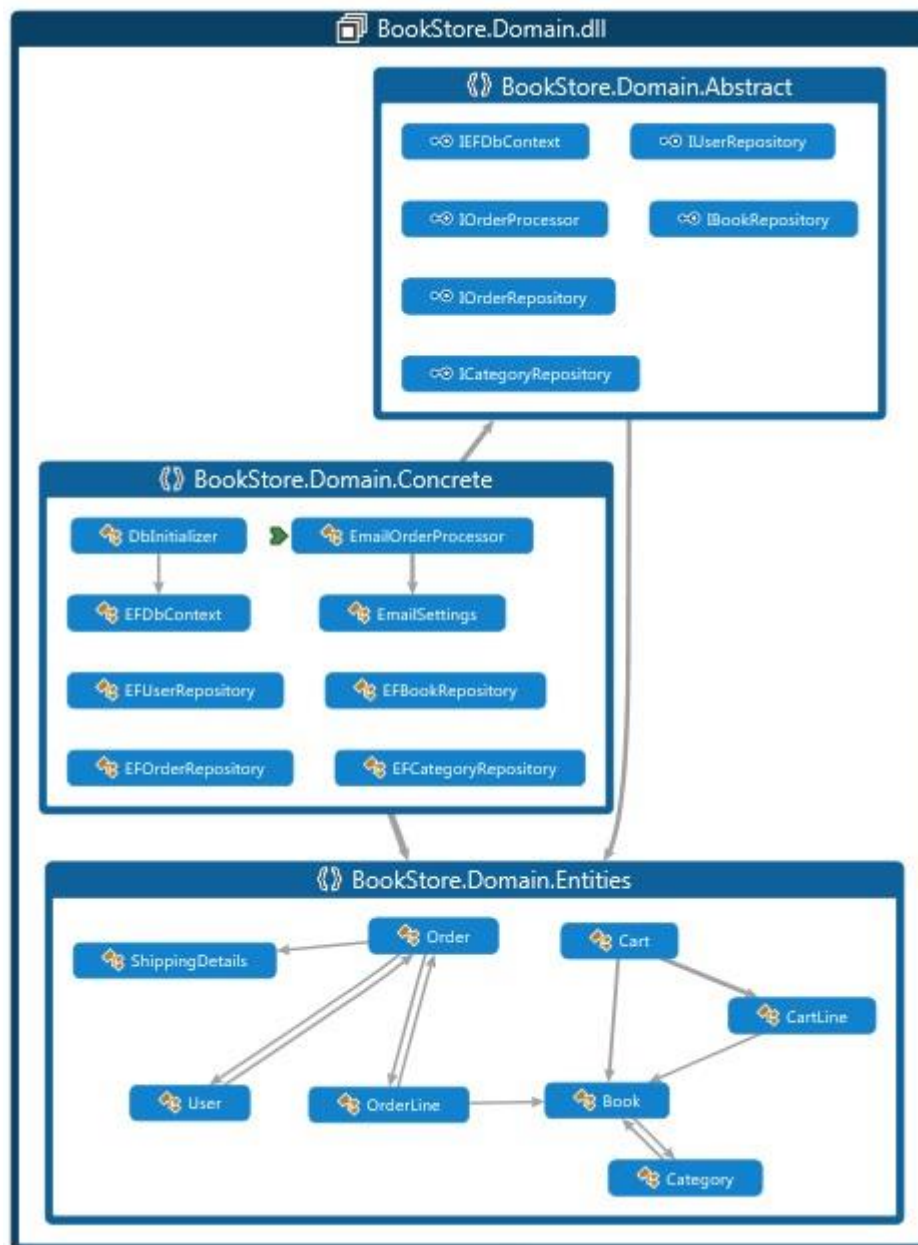 BookStore.Domain.dll
BookStore.Domain.Abstract
IEFDbContext
IUserRepository
IOrderProcessor
IBookRepository
IOrderRepository
ICategoryRepository
BookStore.Domain.Concrete
DbInitializer
EmailOrderProcessor
EFDbContext
EmailSettings
EFUserRepository
EFBookRepository
EFOrderRepository
EFCategoryRepository
BookStore.Domain.Entities
Order
Cart
ShippingDetails
CartLine
User
OrderLine
Book
Category